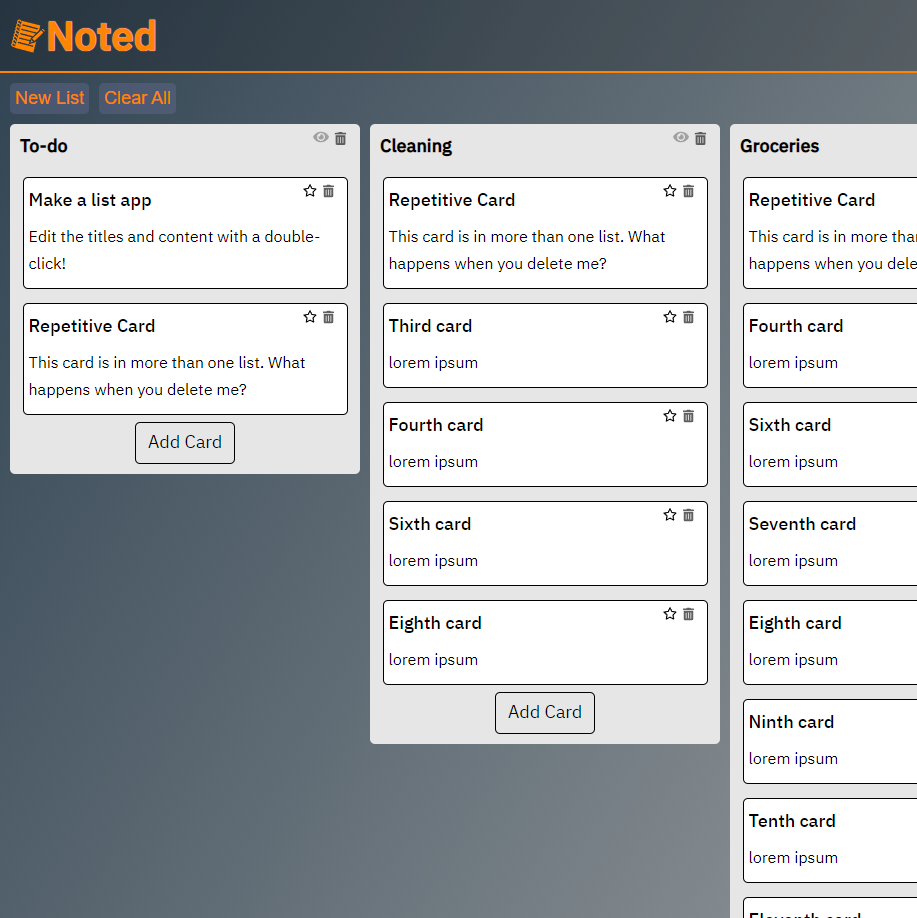 Noted
New List Clear All
To-do
Make a list app
Edit the titles and content with a double-
click!
Repetitive Card
This card is in more than one list. What
happens when you delete me?
Add Card
Cleaning
Repetitive Card
This card is in more than one list. What
happens when you delete me?
Third card
lorem ipsum
Fourth card
lorem ipsum
Sixth card
lorem ipsum
Eighth card
lorem ipsum
Add Card
Groceries
Repetitive Card
This card is in more
happens when you
Fourth card
lorem ipsum
Sixth card
lorem ipsum
Seventh card
lorem ipsum
Eighth card
lorem ipsum
Ninth card
lorem ipsum
Tenth card
lorem ipsum